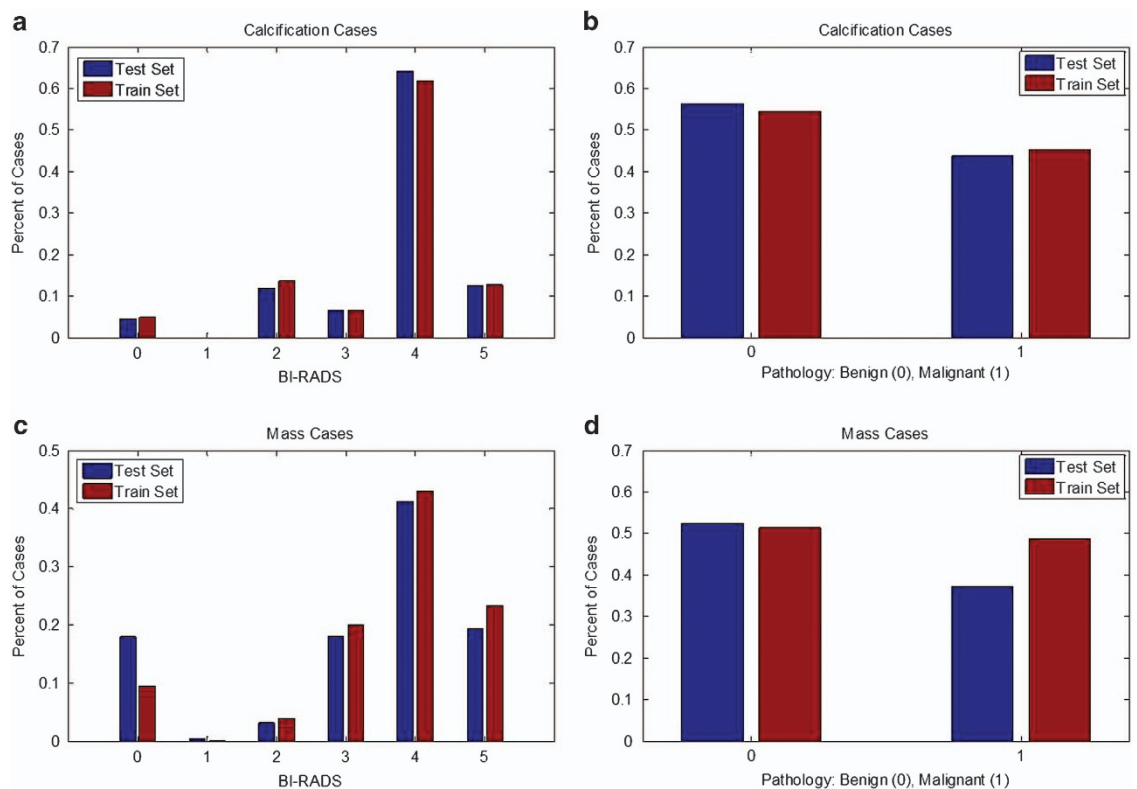 a
Calcification Cases
Percent of Cases
0.7
0.6
0.5
0.4
0.3
0.2
0.1
0
Test Set
Train Set
0 1 2 3 4 5
BI-RADS
b
Calcification Cases
Percent of Cases
0.7
0.6
0.5
0.4
0.3
0.2
0.1
0
Test Set
Train Set
0 1
Pathology: Benign (0), Malignant (1)
c
Mass Cases
Percent of Cases
0.5
0.4
0.3
0.2
0.1
0
Test Set
Train Set
0 1 2 3 4 5
BI-RADS
d
Mass Cases
Percent of Cases
0.7
0.6
0.5
0.4
0.3
0.2
0.1
0
Test Set
Train Set
0 1
Pathology: Benign (0), Malignant (1)